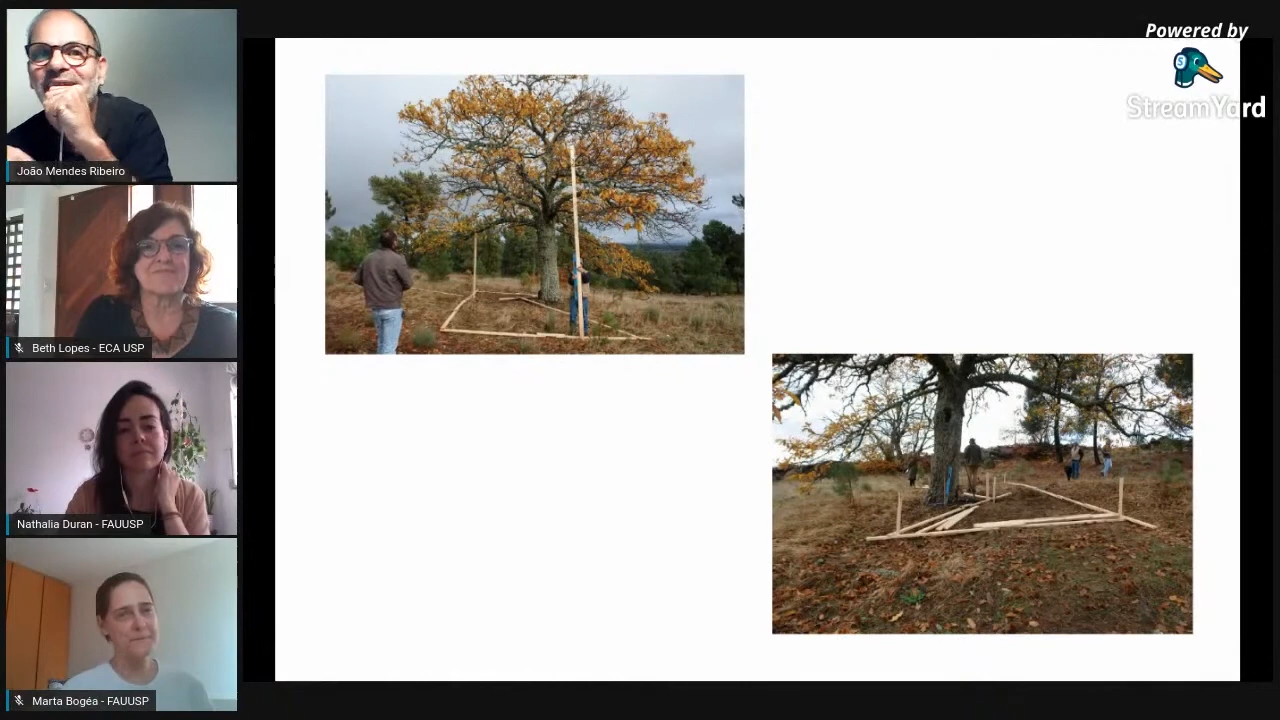 Powered by
StreamYard
João Mendes Ribeiro
Beth Lopes - ECA USP
Nathalia Duran - FAUUSP
Marta Bogéa - FAUUSP